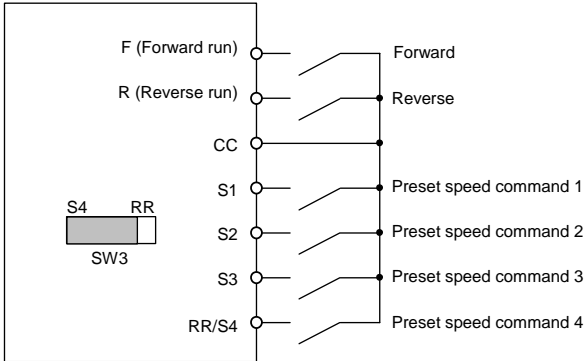 F (Forward run) Forward
R (Reverse run) Reverse
CC
S1 Preset speed command 1
S4 RR
S2 Preset speed command 2
SW3
S3 Preset speed command 3
RR/S4 Preset speed command 4